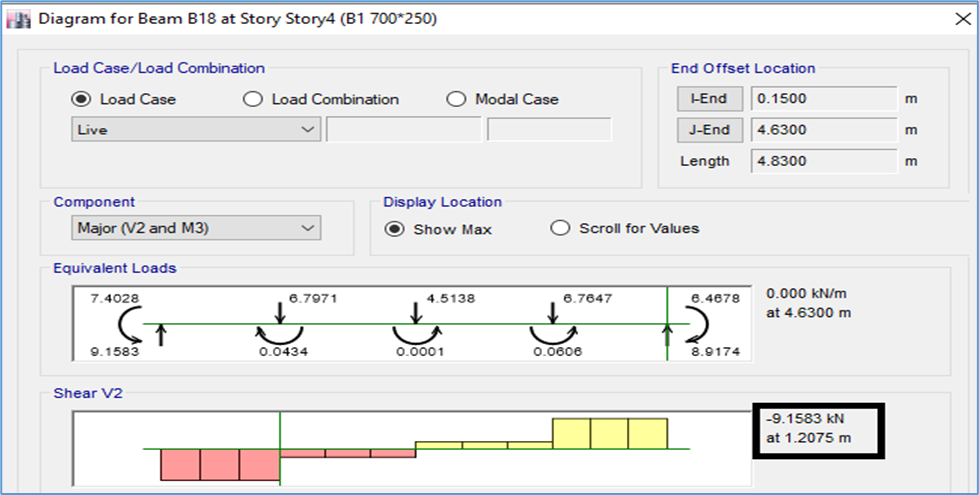 Diagram for Beam B18 at Story Story4 (B1 700*250)
Load Case/Load Combination
Load Case
Load Combination
Modal Case
Live
End Offset Location
I-End
0.1500
m
J-End
4.6300
m
Length
4.8300
m
Component
Major (V2 and M3)
Display Location
Show Max
Scroll for Values
Equivalent Loads
7.4028
6.7971
4.5138
6.7647
6.4678
9.1583
0.0434
0.0001
0.0606
8.9174
0.000 kN/m
at 4.6300 m
Shear V2
-9.1583 kN
at 1.2075 m